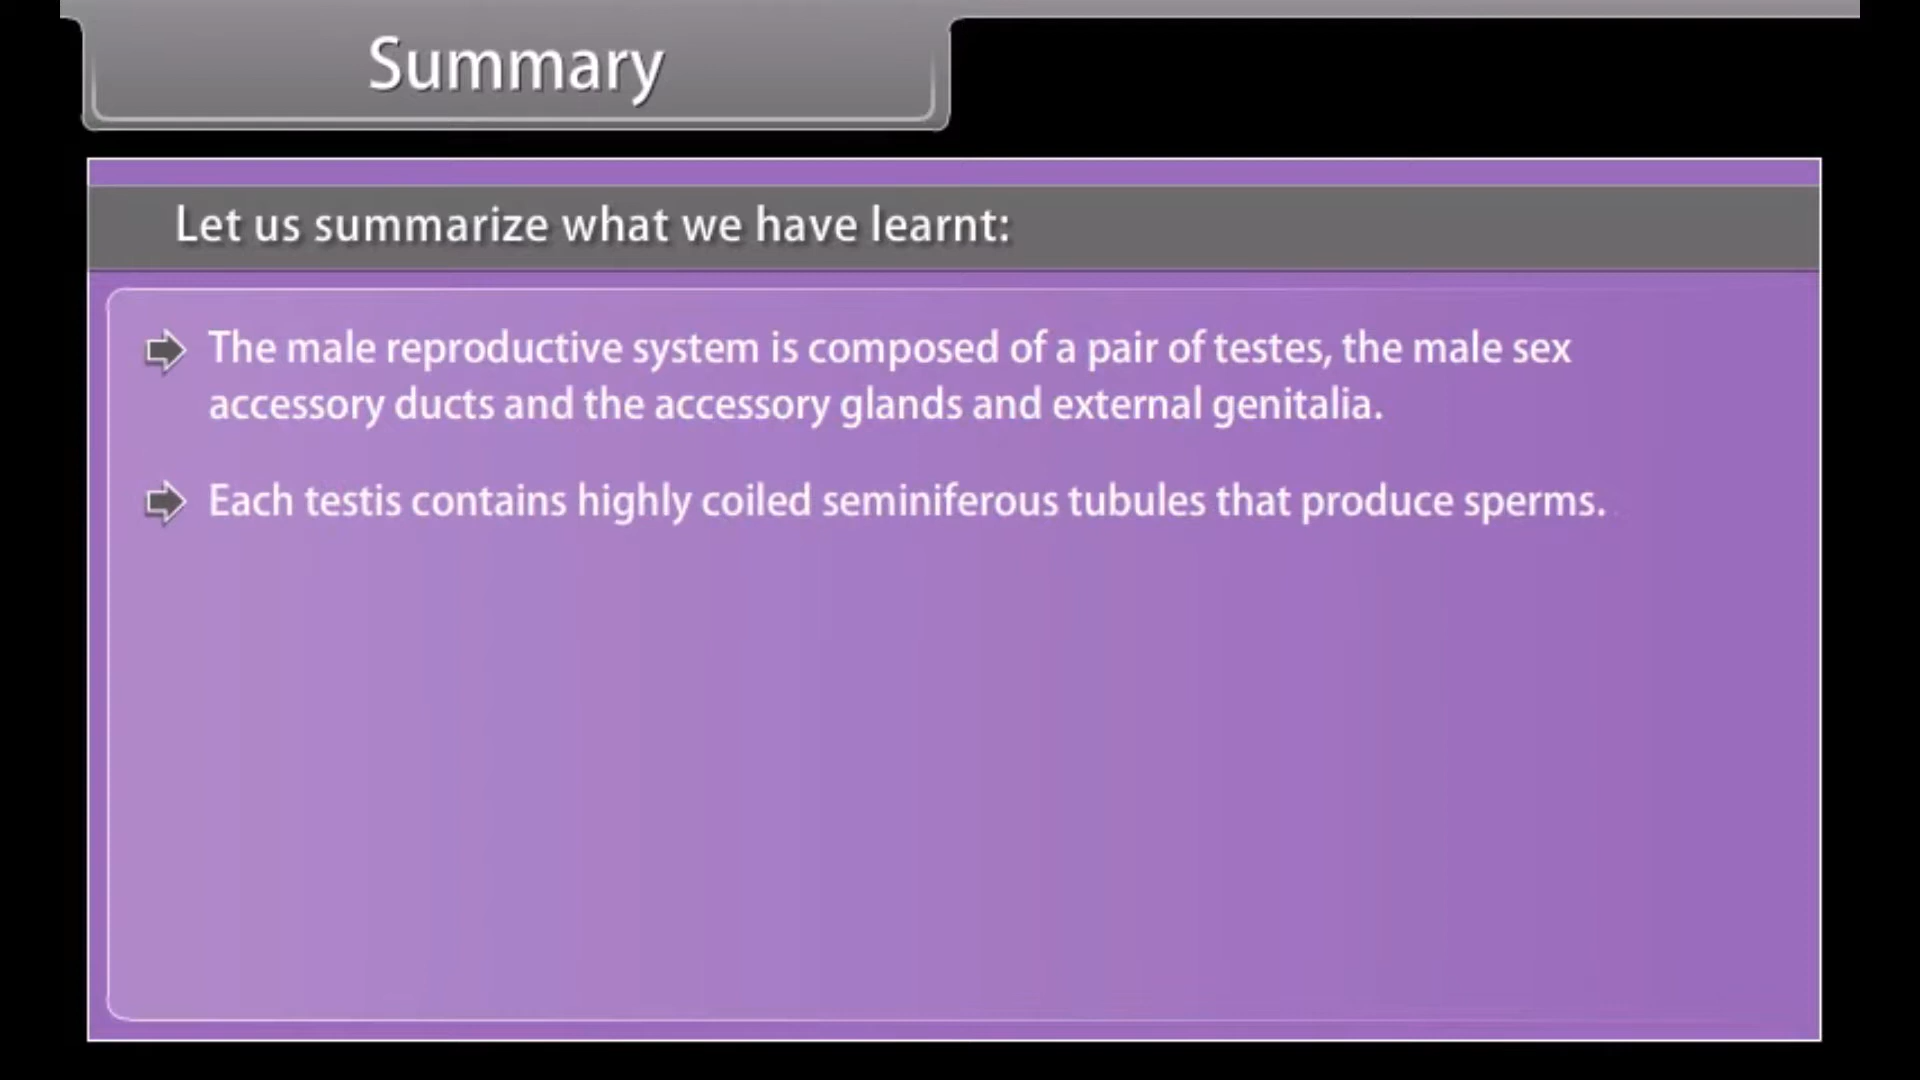 Summary
Let us summarize what we have learnt:
The male reproductive system is composed of a pair of testes, the male sex
accessory ducts and the accessory glands and external genitalia.
Each testis contains highly coiled seminiferous tubules that produce sperms.